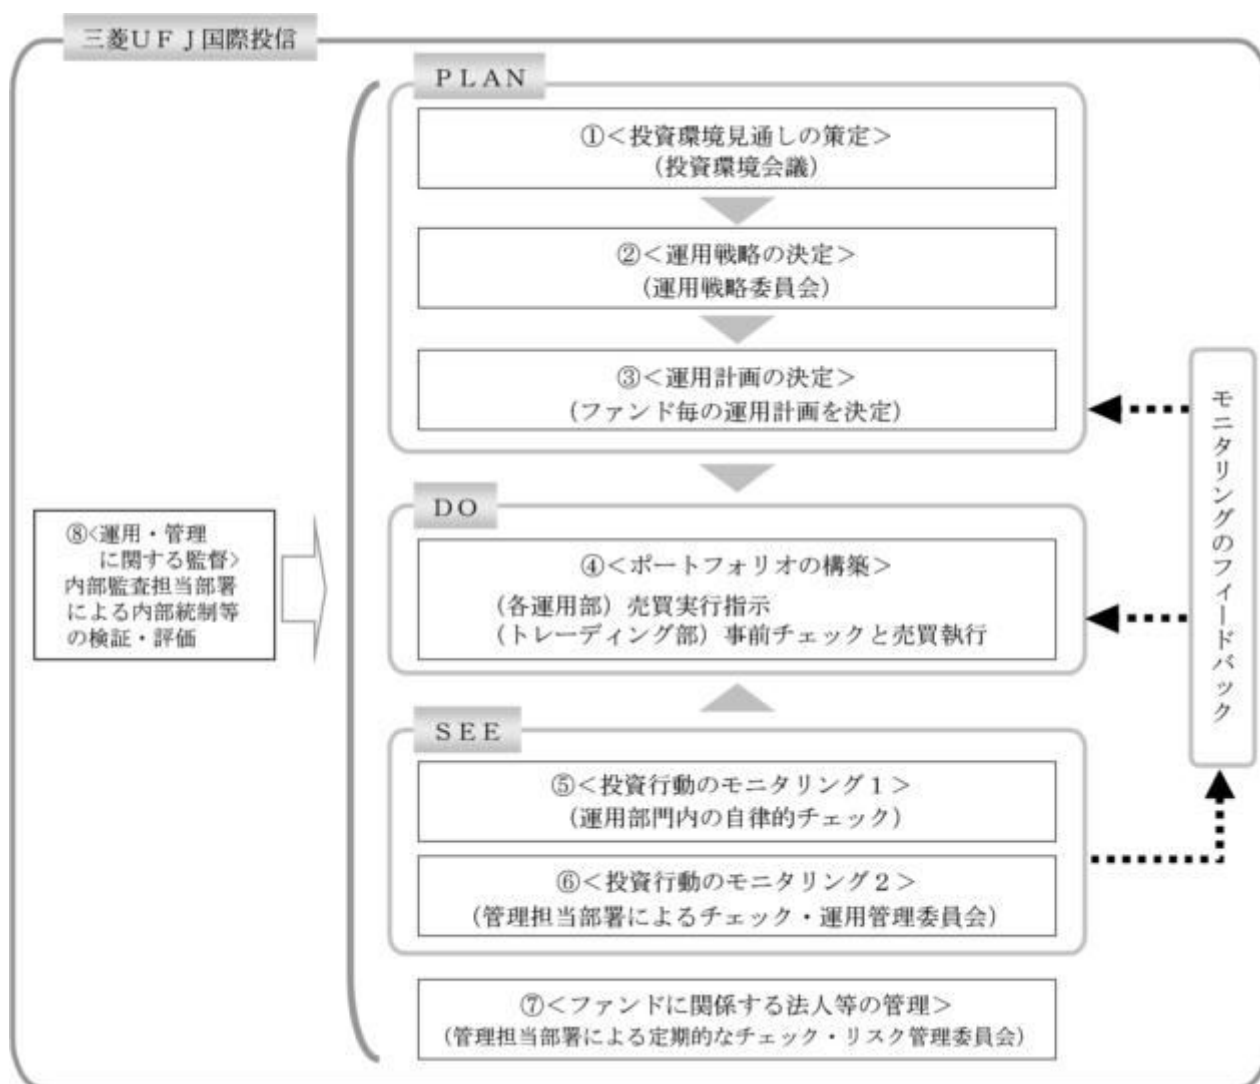 三菱ＵＦＪ国際投信
ＰＬＡＮ
①＜投資環境見通しの策定＞
（投資環境会議）
②＜運用戦略の決定＞
（運用戦略委員会）
③＜運用計画の決定＞
（ファンド毎の運用計画を決定）
ＤＯ
④＜ポートフォリオの構築＞
（各運用部）売買実行指示
（トレーディング部）事前チェックと売買執行
ＳＥＥ
⑤＜投資行動のモニタリング１＞
（運用部門内の自律的チェック）
⑥＜投資行動のモニタリング２＞
（管理担当部署によるチェック・運用管理委員会）
⑦＜ファンドに関係する法人等の管理＞
（管理担当部署による定期的なチェック・リスク管理委員会）
⑧<運用・管理
に関する監督>
内部監査担当部署
による内部統制等
の検証・評価
モニタリングのフィードバック